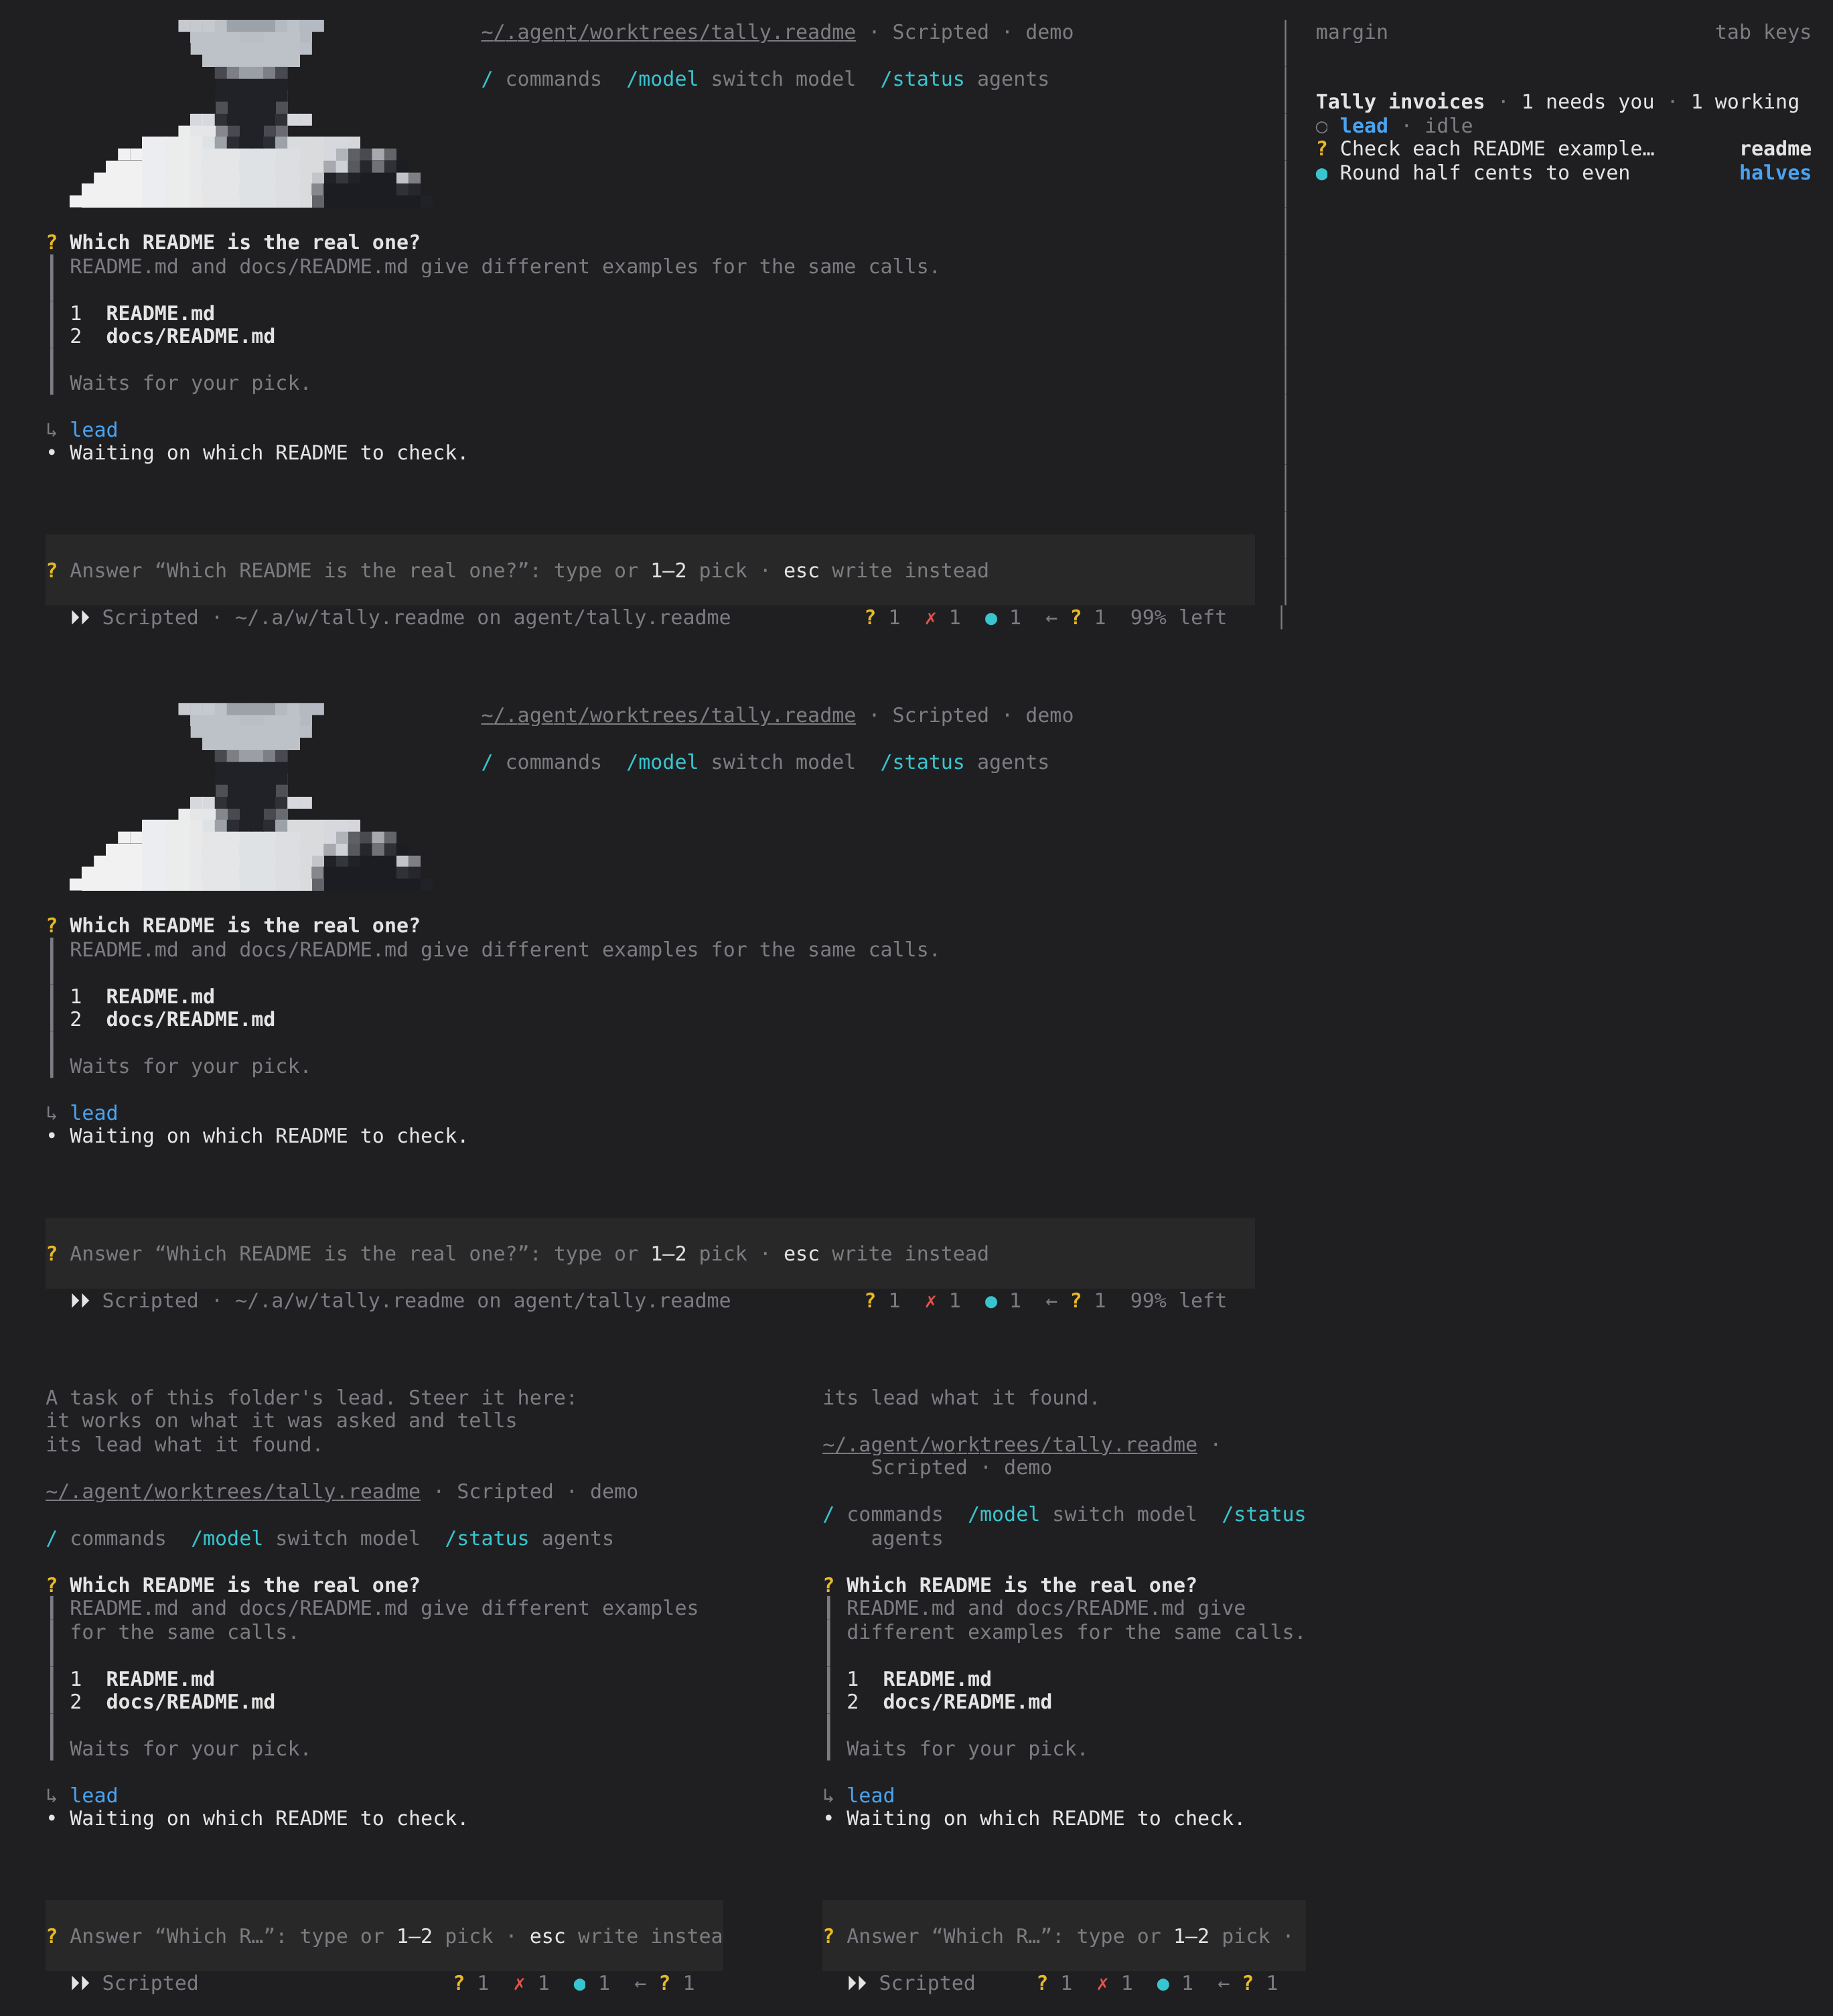 ~/.agent/worktrees/tally.readme · Scripted · demo
/ commands  /model switch model  /status agents
? Which README is the real one?
README.md and docs/README.md give different examples for the same calls.
1  README.md
2  docs/README.md
Waits for your pick.
↳ lead
• Waiting on which README to check.
? Answer “Which README is the real one?”: type or 1–2 pick · esc write instead
Scripted · ~/.a/w/tally.readme on agent/tally.readme  ? 1  ✗ 1  ● 1  ← ? 1  99% left
margin  tab keys
Tally invoices · 1 needs you · 1 working
○ lead · idle
? Check each README example…  readme
● Round half cents to even  halves
~/.agent/worktrees/tally.readme · Scripted · demo
/ commands  /model switch model  /status agents
? Which README is the real one?
README.md and docs/README.md give different examples for the same calls.
1  README.md
2  docs/README.md
Waits for your pick.
↳ lead
• Waiting on which README to check.
? Answer “Which README is the real one?”: type or 1–2 pick · esc write instead
Scripted · ~/.a/w/tally.readme on agent/tally.readme  ? 1  ✗ 1  ● 1  ← ? 1  99% left
A task of this folder's lead. Steer it here:
it works on what it was asked and tells
its lead what it found.
~/.agent/worktrees/tally.readme · Scripted · demo
/ commands  /model switch model  /status agents
? Which README is the real one?
README.md and docs/README.md give different examples
for the same calls.
1  README.md
2  docs/README.md
Waits for your pick.
↳ lead
• Waiting on which README to check.
? Answer “Which R…”: type or 1–2 pick · esc write instea
Scripted  ? 1  ✗ 1  ● 1  ← ? 1
its lead what it found.
~/.agent/worktrees/tally.readme ·
Scripted · demo
/ commands  /model switch model  /status
agents
? Which README is the real one?
README.md and docs/README.md give
different examples for the same calls.
1  README.md
2  docs/README.md
Waits for your pick.
↳ lead
• Waiting on which README to check.
? Answer “Which R…”: type or 1–2 pick ·
Scripted  ? 1  ✗ 1  ● 1  ← ? 1